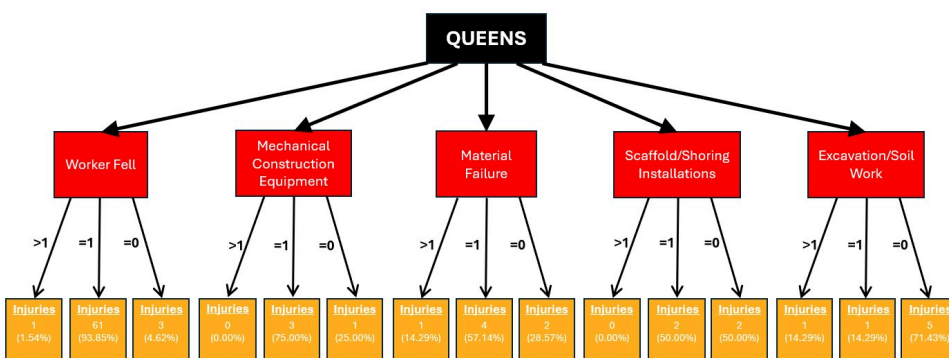 QUEENS
Worker Fell
Mechanical
Construction
Equipment
Material
Failure
Scaffold/Shoring
Installations
Excavation/Soil
Work
>1 =1 =0 >1 =1 =0 >1 =1 =0 >1 =1 =0 >1 =1 =0
Injuries
1
(1.54%)
Injuries
61
(93.85%)
Injuries
3
(4.62%)
Injuries
0
(0.00%)
Injuries
3
(75.00%)
Injuries
1
(25.00%)
Injuries
1
(14.29%)
Injuries
4
(57.14%)
Injuries
2
(28.57%)
Injuries
0
(0.00%)
Injuries
2
(50.00%)
Injuries
2
(50.00%)
Injuries
1
(14.29%)
Injuries
1
(14.29%)
Injuries
5
(71.43%)